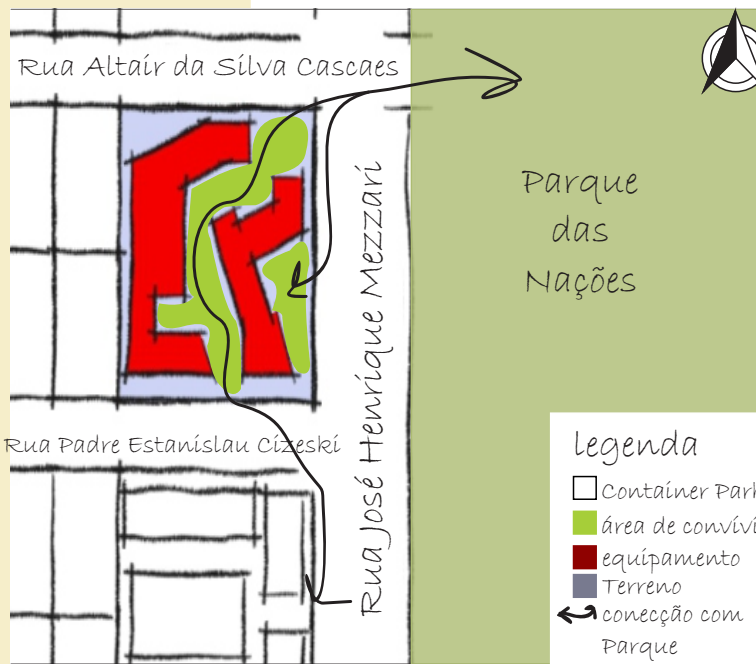 Rua Altair da Silva Cascaes
Parque
das
Nações
Rua José Henrique Mezzari
Rua Padre Estanislau Cizeski
legenda
Container Park
área de convívi
equipamento
Terreno
conecção com
Parque